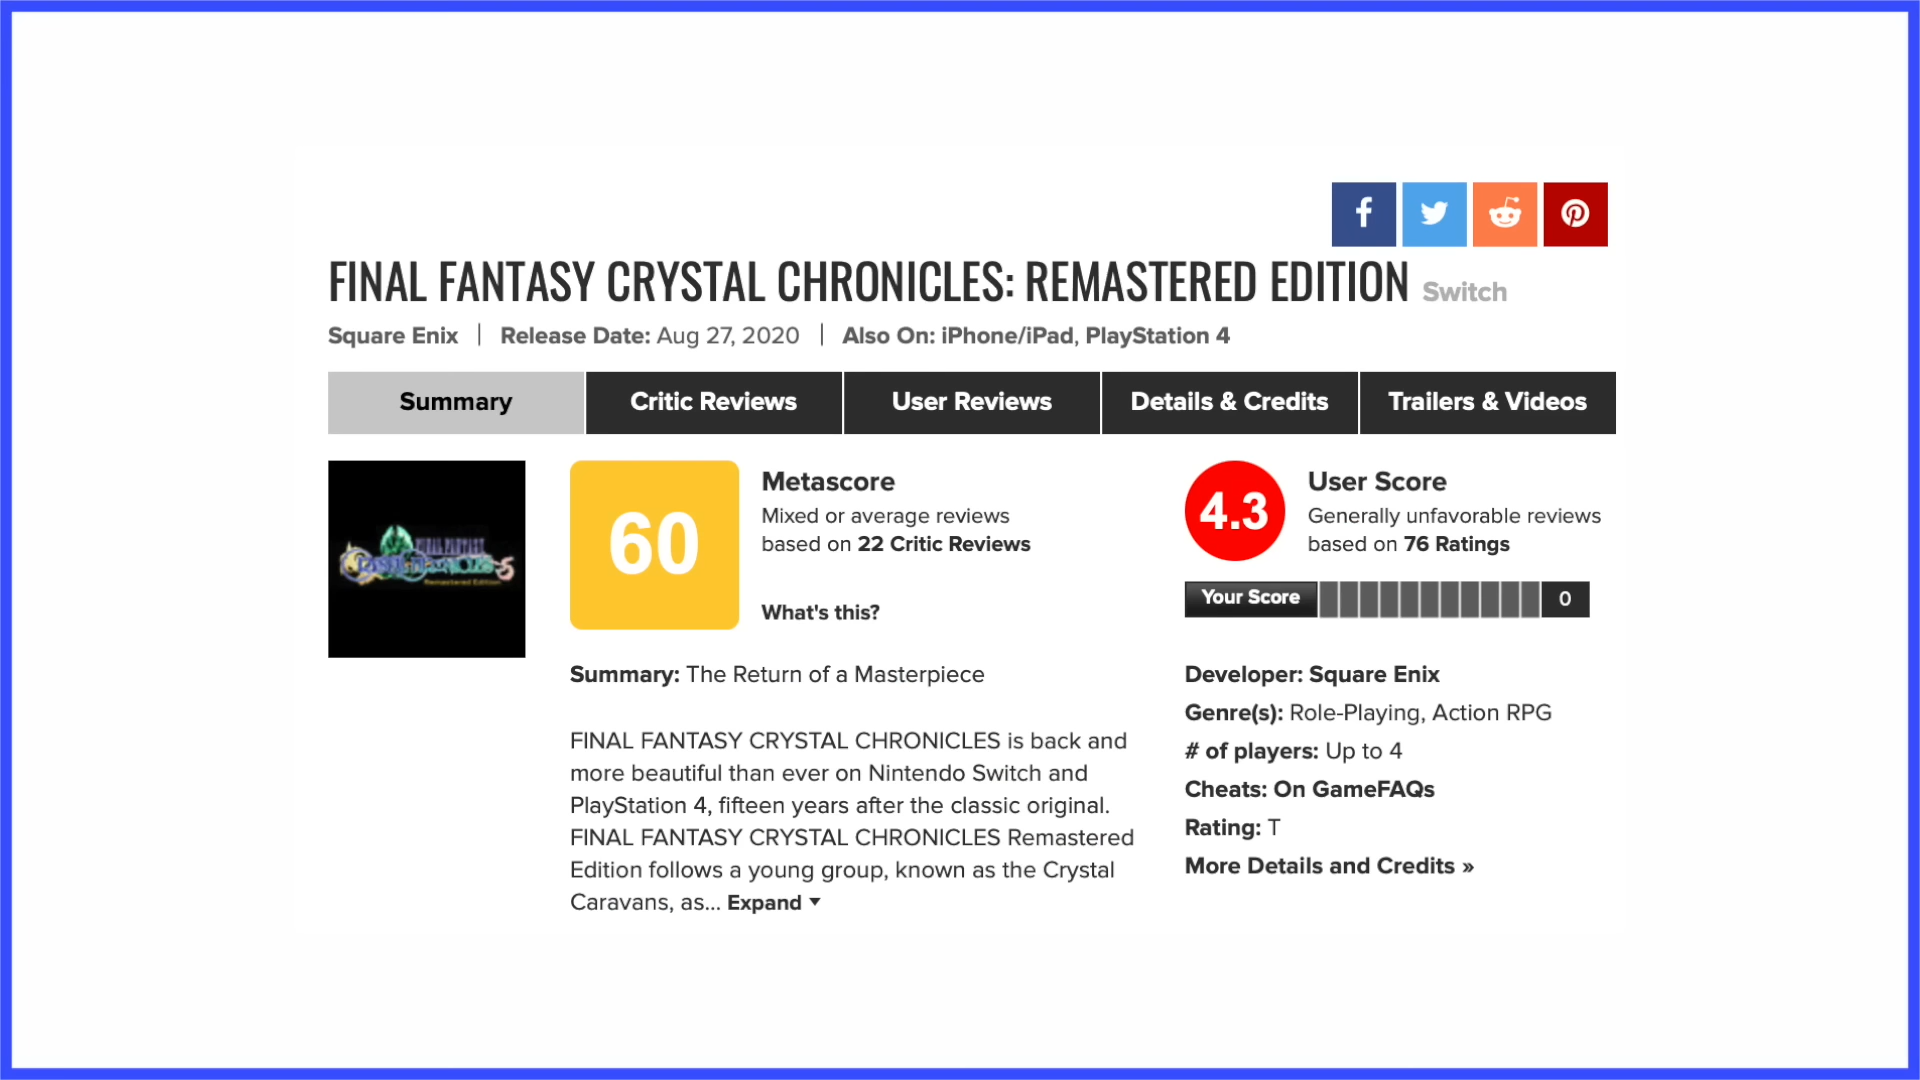 FINAL FANTASY CRYSTAL CHRONICLES: REMASTERED EDITION Switch
Square Enix | Release Date: Aug 27, 2020 | Also On: iPhone/iPad, PlayStation 4
Summary Critic Reviews User Reviews Details & Credits Trailers & Videos
FINAL FANTASY
CRYSTAL CHRONICLES
Remastered Edition
60
Metascore
Mixed or average reviews
based on 22 Critic Reviews
What's this?
4.3
User Score
Generally unfavorable reviews
based on 76 Ratings
Your Score 0
Summary: The Return of a Masterpiece
FINAL FANTASY CRYSTAL CHRONICLES is back and
more beautiful than ever on Nintendo Switch and
PlayStation 4, fifteen years after the classic original.
FINAL FANTASY CRYSTAL CHRONICLES Remastered
Edition follows a young group, known as the Crystal
Caravans, as... Expand
Developer: Square Enix
Genre(s): Role-Playing, Action RPG
# of players: Up to 4
Cheats: On GameFAQs
Rating: T
More Details and Credits »